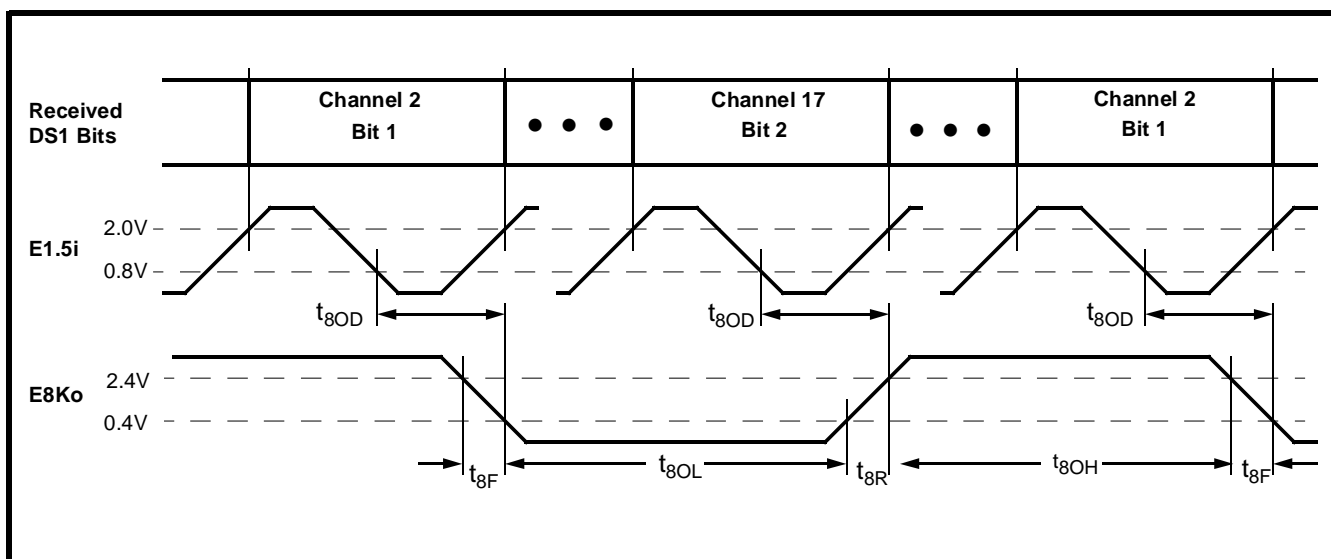 Received
DS1 Bits
Channel 2
Bit 1
● ● ●
Channel 17
Bit 2
● ● ●
Channel 2
Bit 1
E1.5i
2.0V
0.8V
t8OD
t8OD
t8OD
E8Ko
2.4V
0.4V
t8F
t8OL
t8R
t8OH
t8F